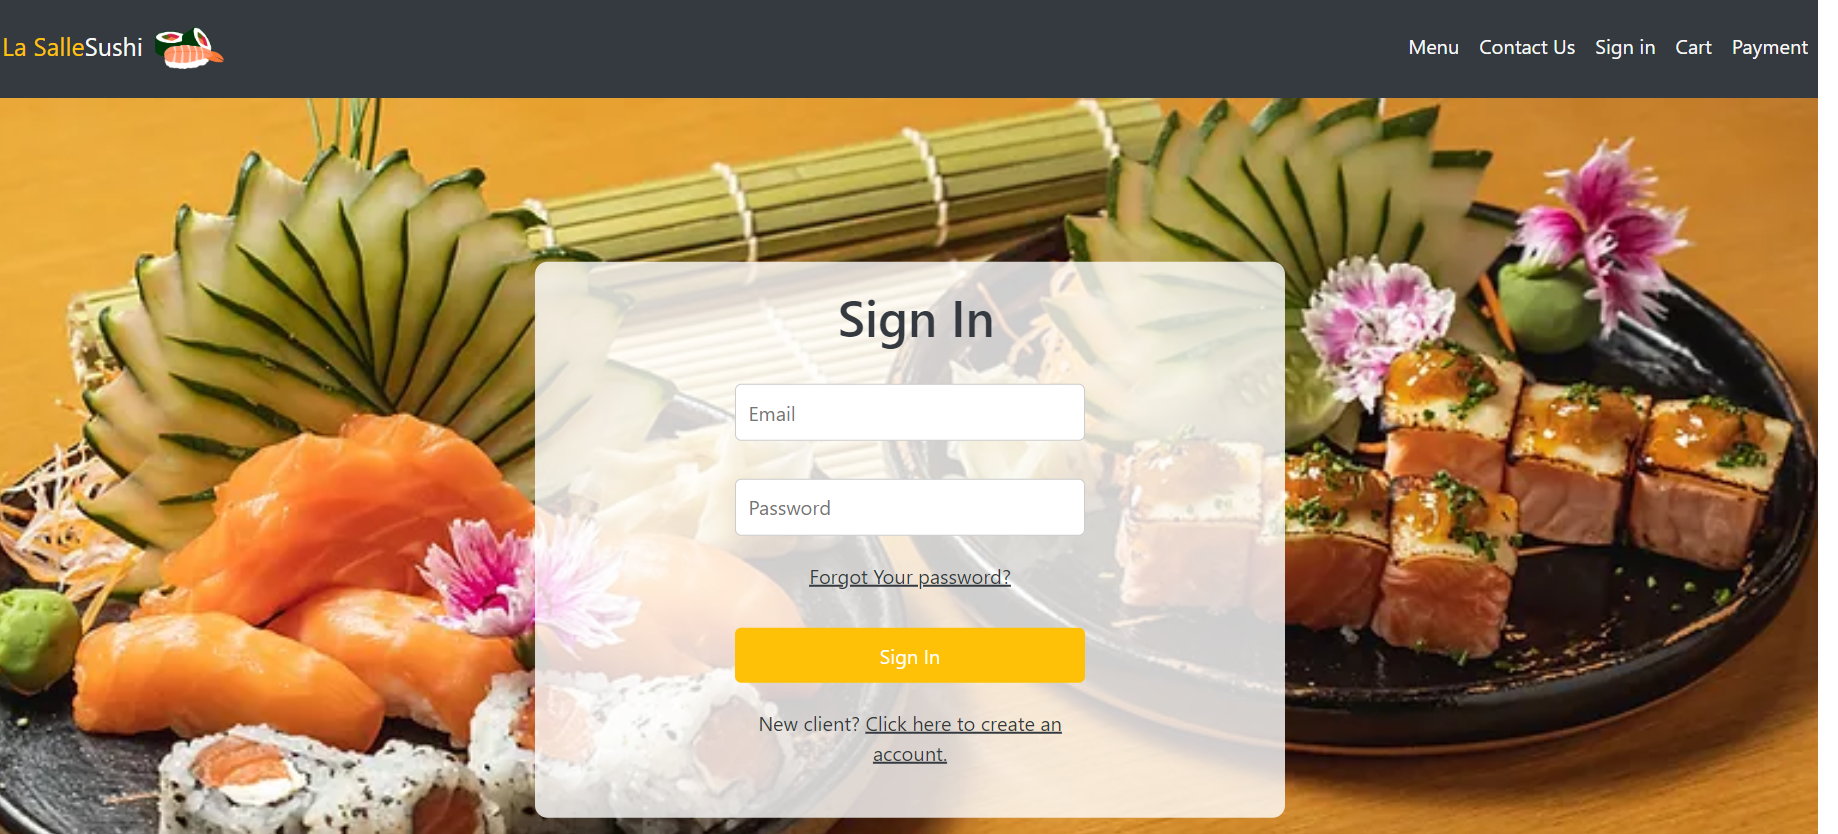 La SalleSushi
Menu Contact Us Sign in Cart Payment
Sign In
Email
Password
Forgot Your password?
Sign In
New client? Click here to create an
account.